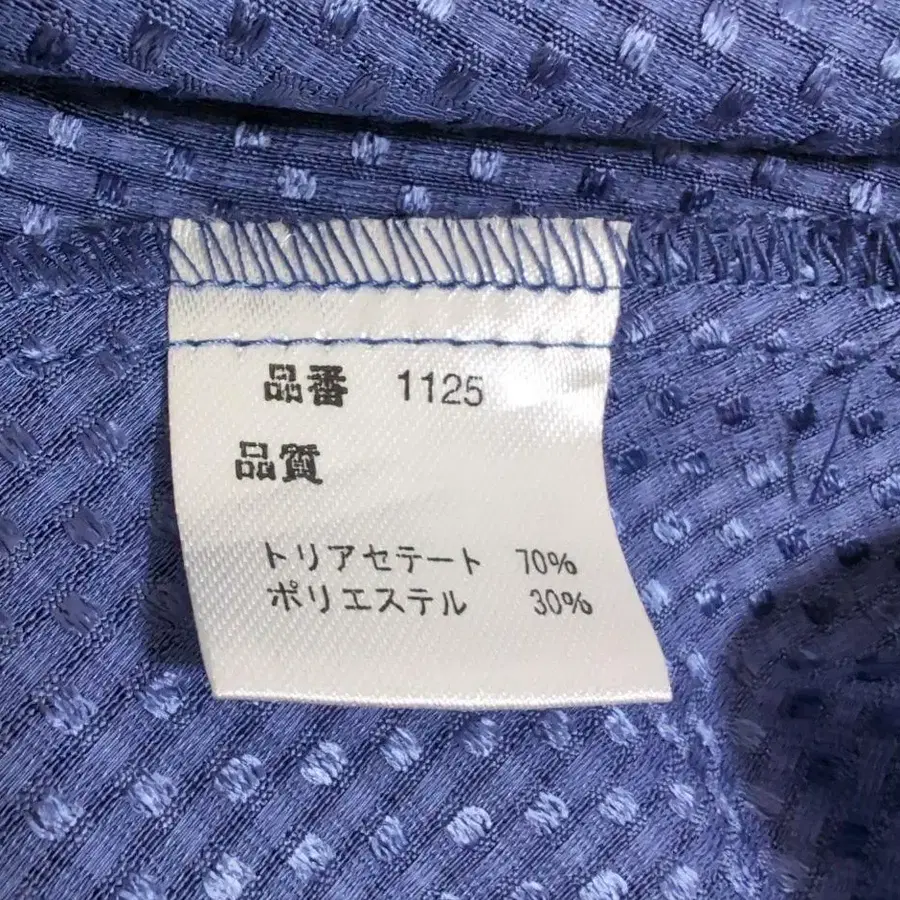 品番 1125
品質
トリアセテート 70%
ポリエステル 30%